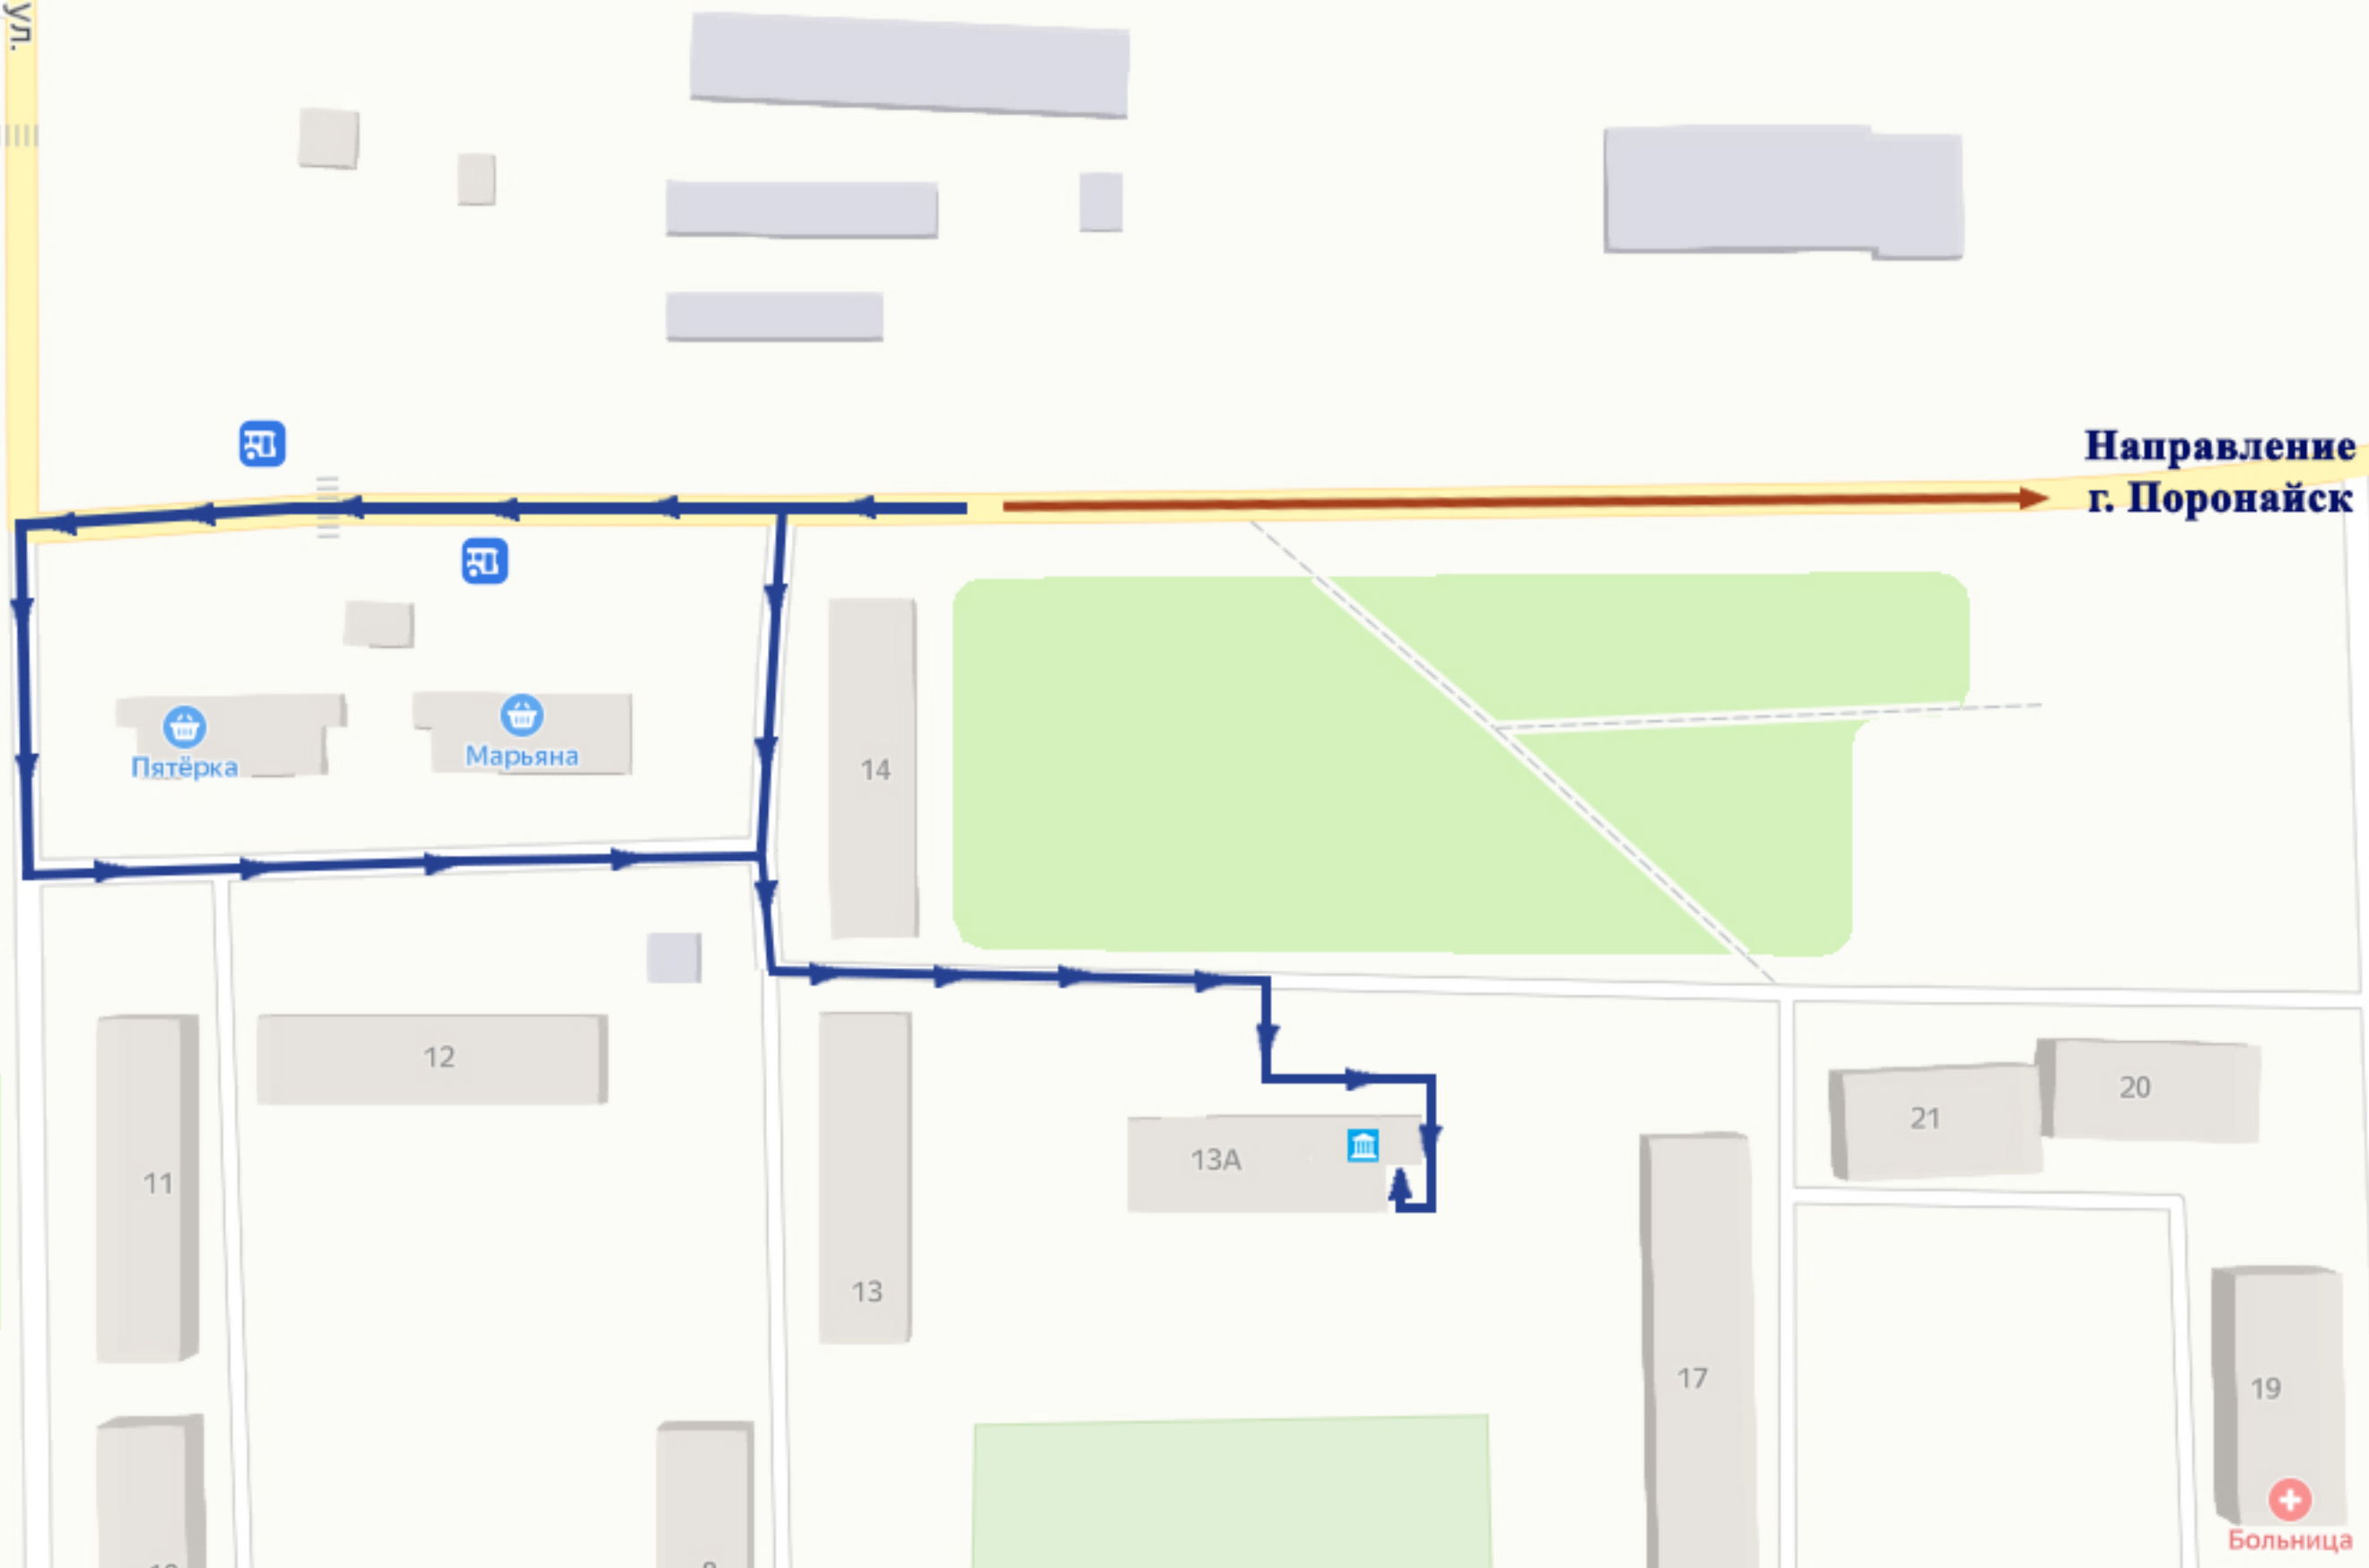 ул.
Направление
г. Поронайск
Пятёрка
Марьяна
14
12
11
13А
13
21
20
17
19
Больница